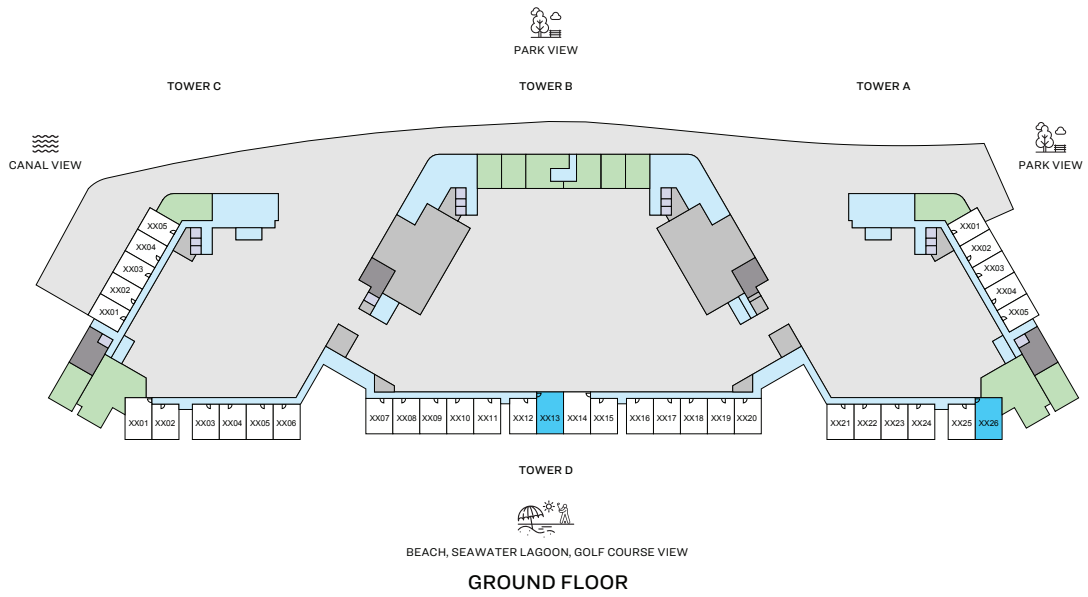 PARK VIEW
TOWER C
TOWER B
TOWER A
CANAL VIEW
PARK VIEW
XX05
XX04
XX03
XX02
XX01
XX01
XX02
XX03
XX04
XX05
XX01
XX02
XX03
XX04
XX05
XX06
XX07
XX08
XX09
XX10
XX11
XX12
XX13
XX14
XX15
XX16
XX17
XX18
XX19
XX20
XX21
XX22
XX23
XX24
XX25
XX26
TOWER D
BEACH, SEAWATER LAGOON, GOLF COURSE VIEW
GROUND FLOOR